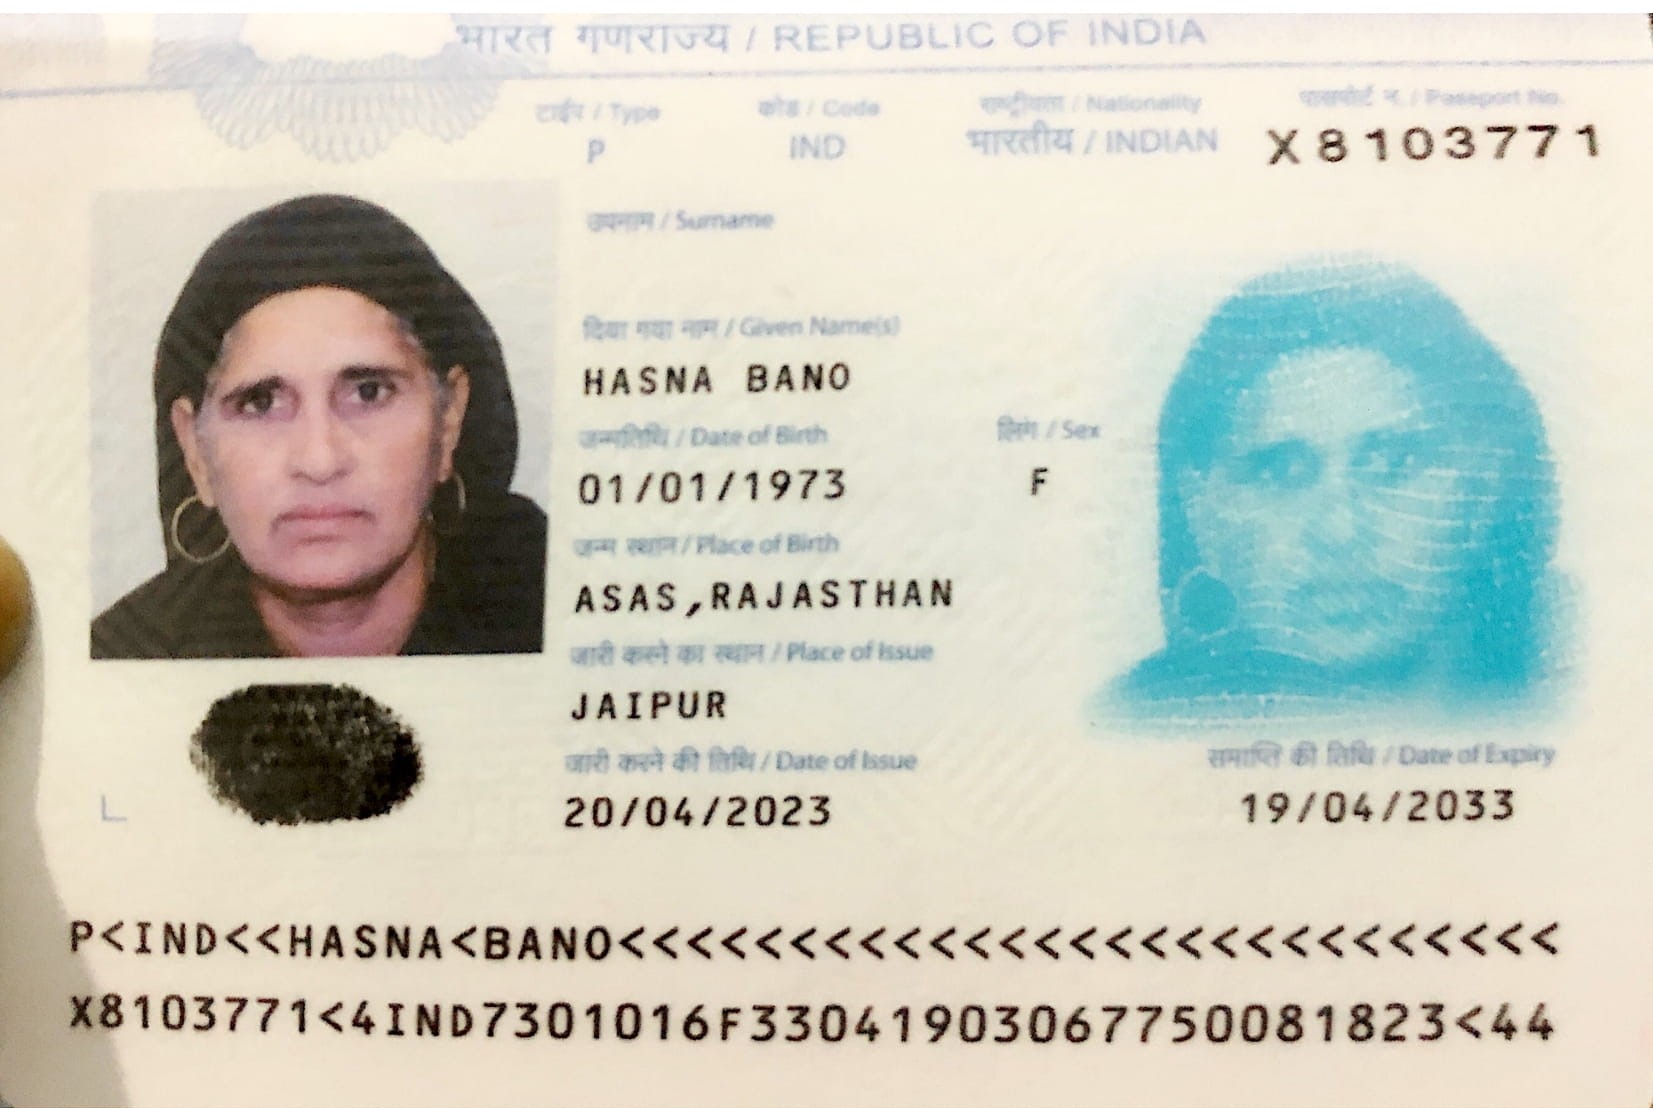 भारत गणराज्य / REPUBLIC OF INDIA
टाईप / Type कोड / Code राष्ट्रीयता / Nationality पासपोर्ट न. / Passport No.
P IND भारतीय / INDIAN X8103771
उपनाम / Surname
दिया गया नाम / Given Name(s)
HASNA BANO
जन्मतिथि / Date of Birth लिंग / Sex
01/01/1973 F
जन्म स्थान / Place of Birth
ASAS,RAJASTHAN
जारी करने का स्थान / Place of Issue
JAIPUR
जारी करने की तिथि / Date of Issue समाप्ति की तिथि / Date of Expiry
20/04/2023 19/04/2033
L
P<IND<<HASNA<BANO<<<<<<<<<<<<<<<<<<<<<<<<<<<
X8103771<4IND7301016F33041903067750081823<44